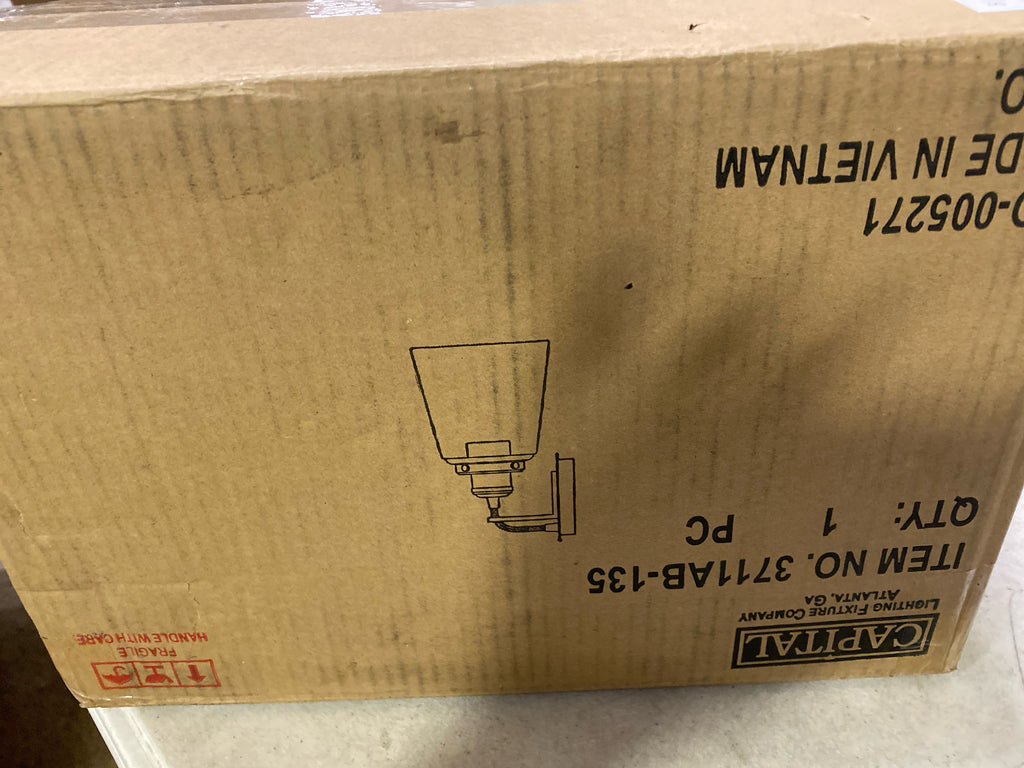 CAPITAL
LIGHTING FIXTURE COMPANY
ATLANTA, GA
ITEM NO. 3711AB-135
QTY: 1 PC
O-005271
DE IN VIETNAM
O.
FRAGILE
HANDLE WITH CARE